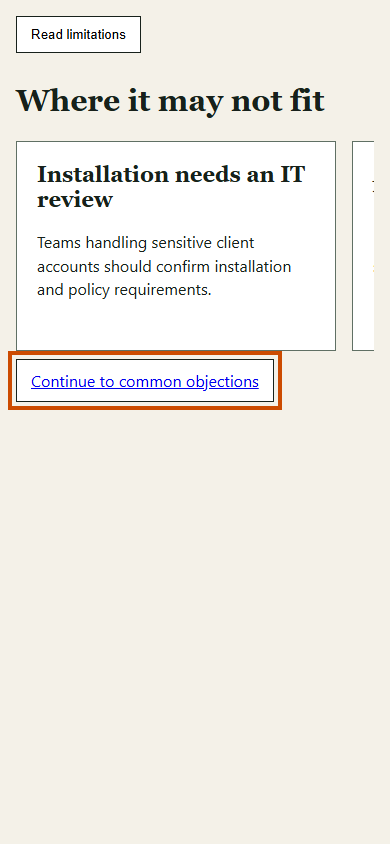 Read limitations
Where it may not fit
Installation needs an IT
review
Teams handling sensitive client
accounts should confirm installation
and policy requirements.
Continue to common objections